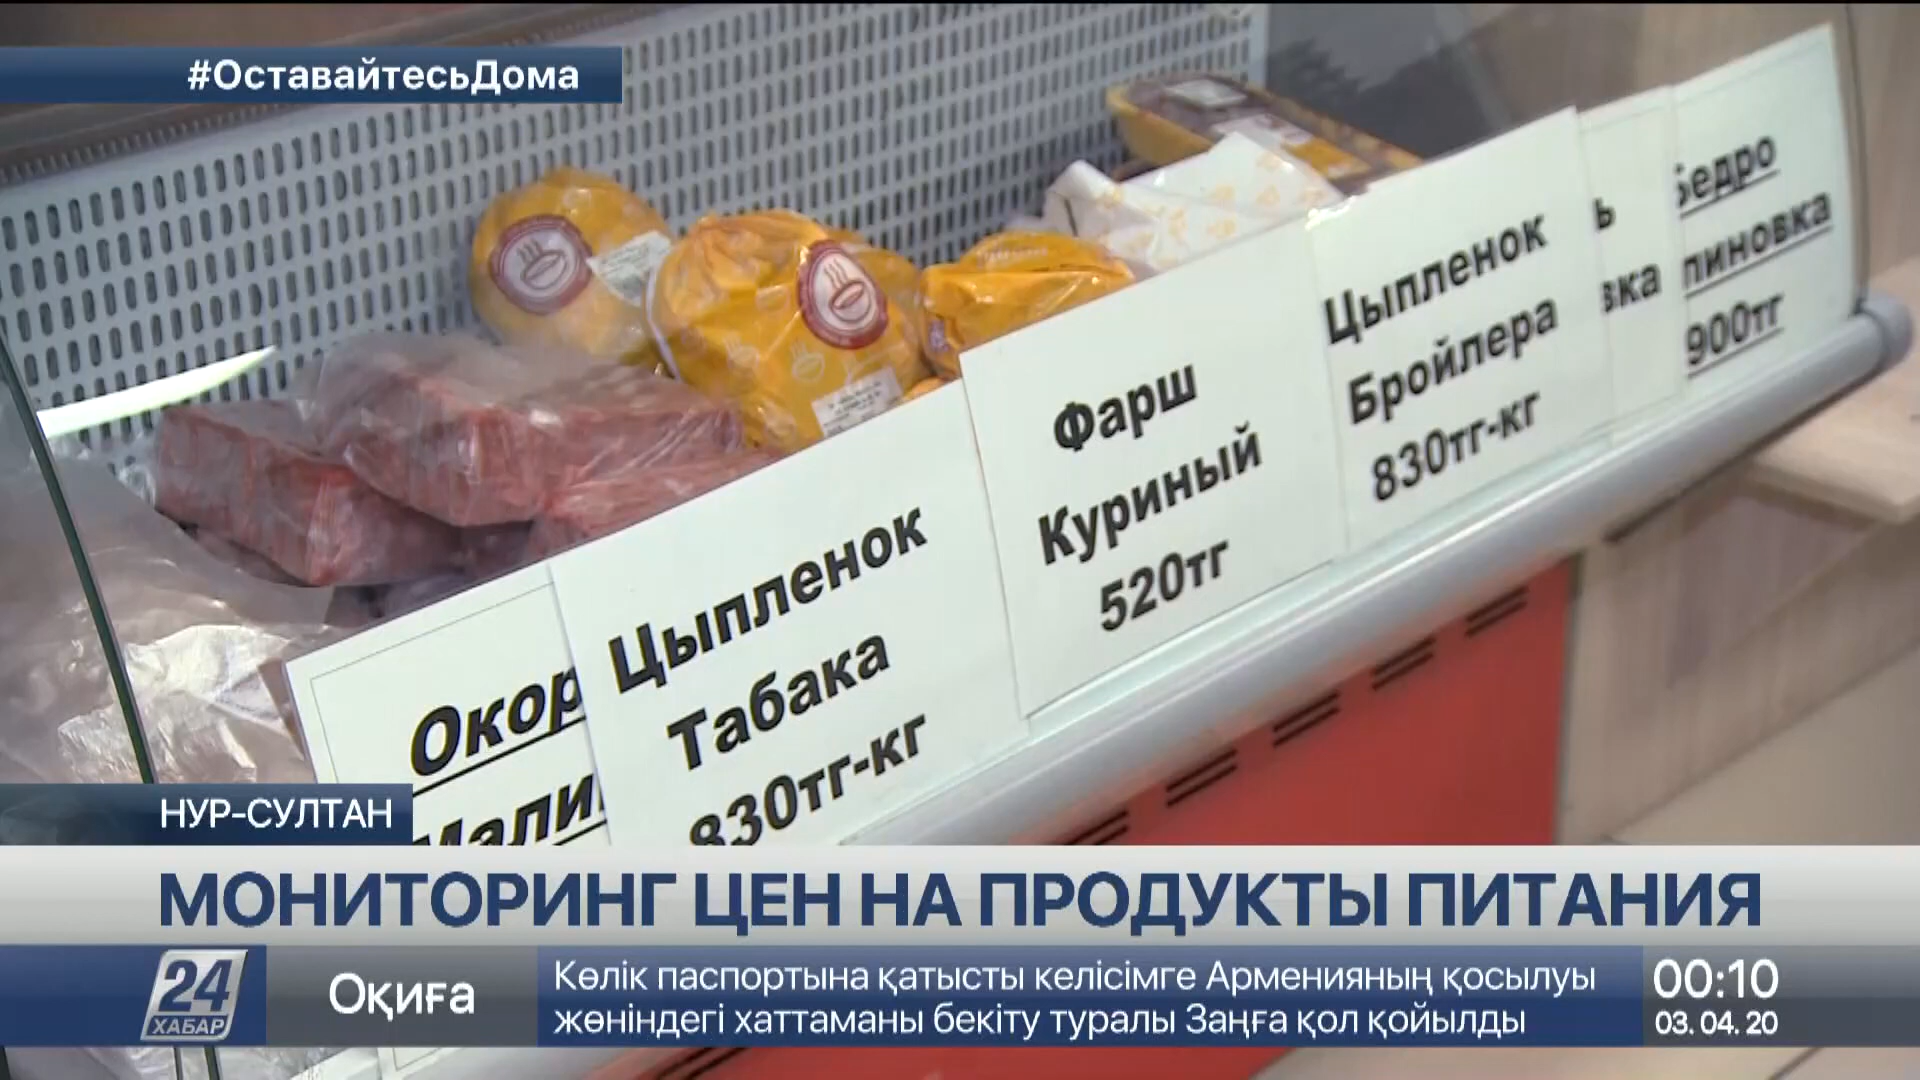 #ОставайтесьДома
Бедро
900тг
Цыпленок
Бройлера
830тг-кг
Фарш
Куриный
520тг
Цыпленок
Табака
830тг-кг
НУР-СУЛТАН
МОНИТОРИНГ ЦЕН НА ПРОДУКТЫ ПИТАНИЯ
24
ХАБАР
Оқиға
Көлік паспортына қатысты келісімге Арменияның қосылуы
жөніндегі хаттаманы бекіту туралы Заңға қол қойылды
00:10
03. 04. 20